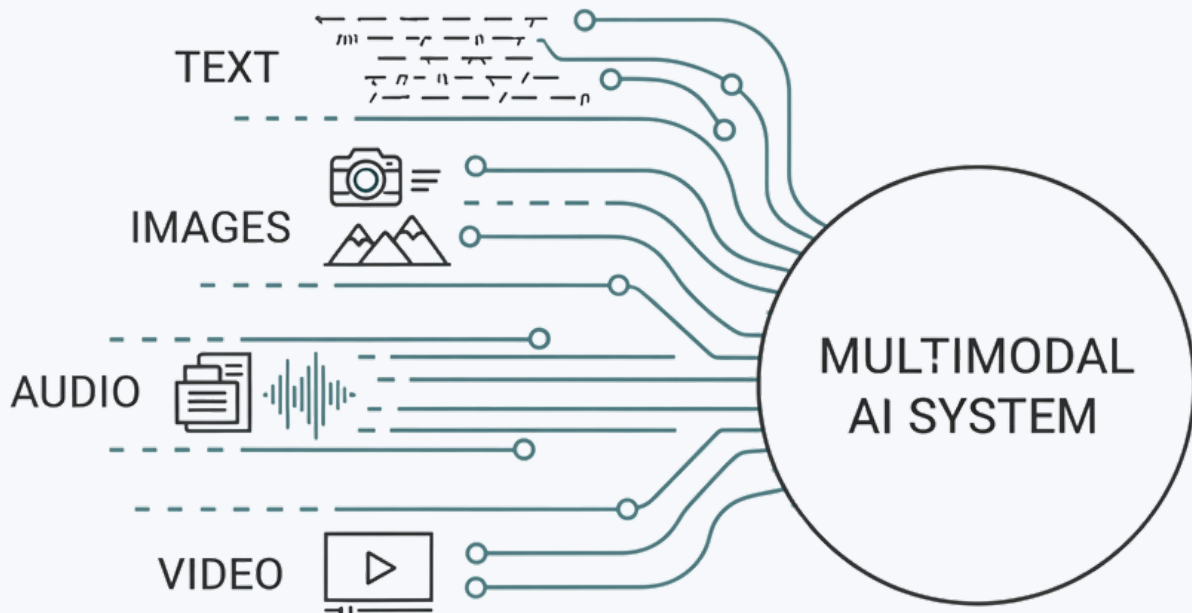 TEXT
IMAGES
AUDIO
VIDEO
MULTIMODAL
AI SYSTEM